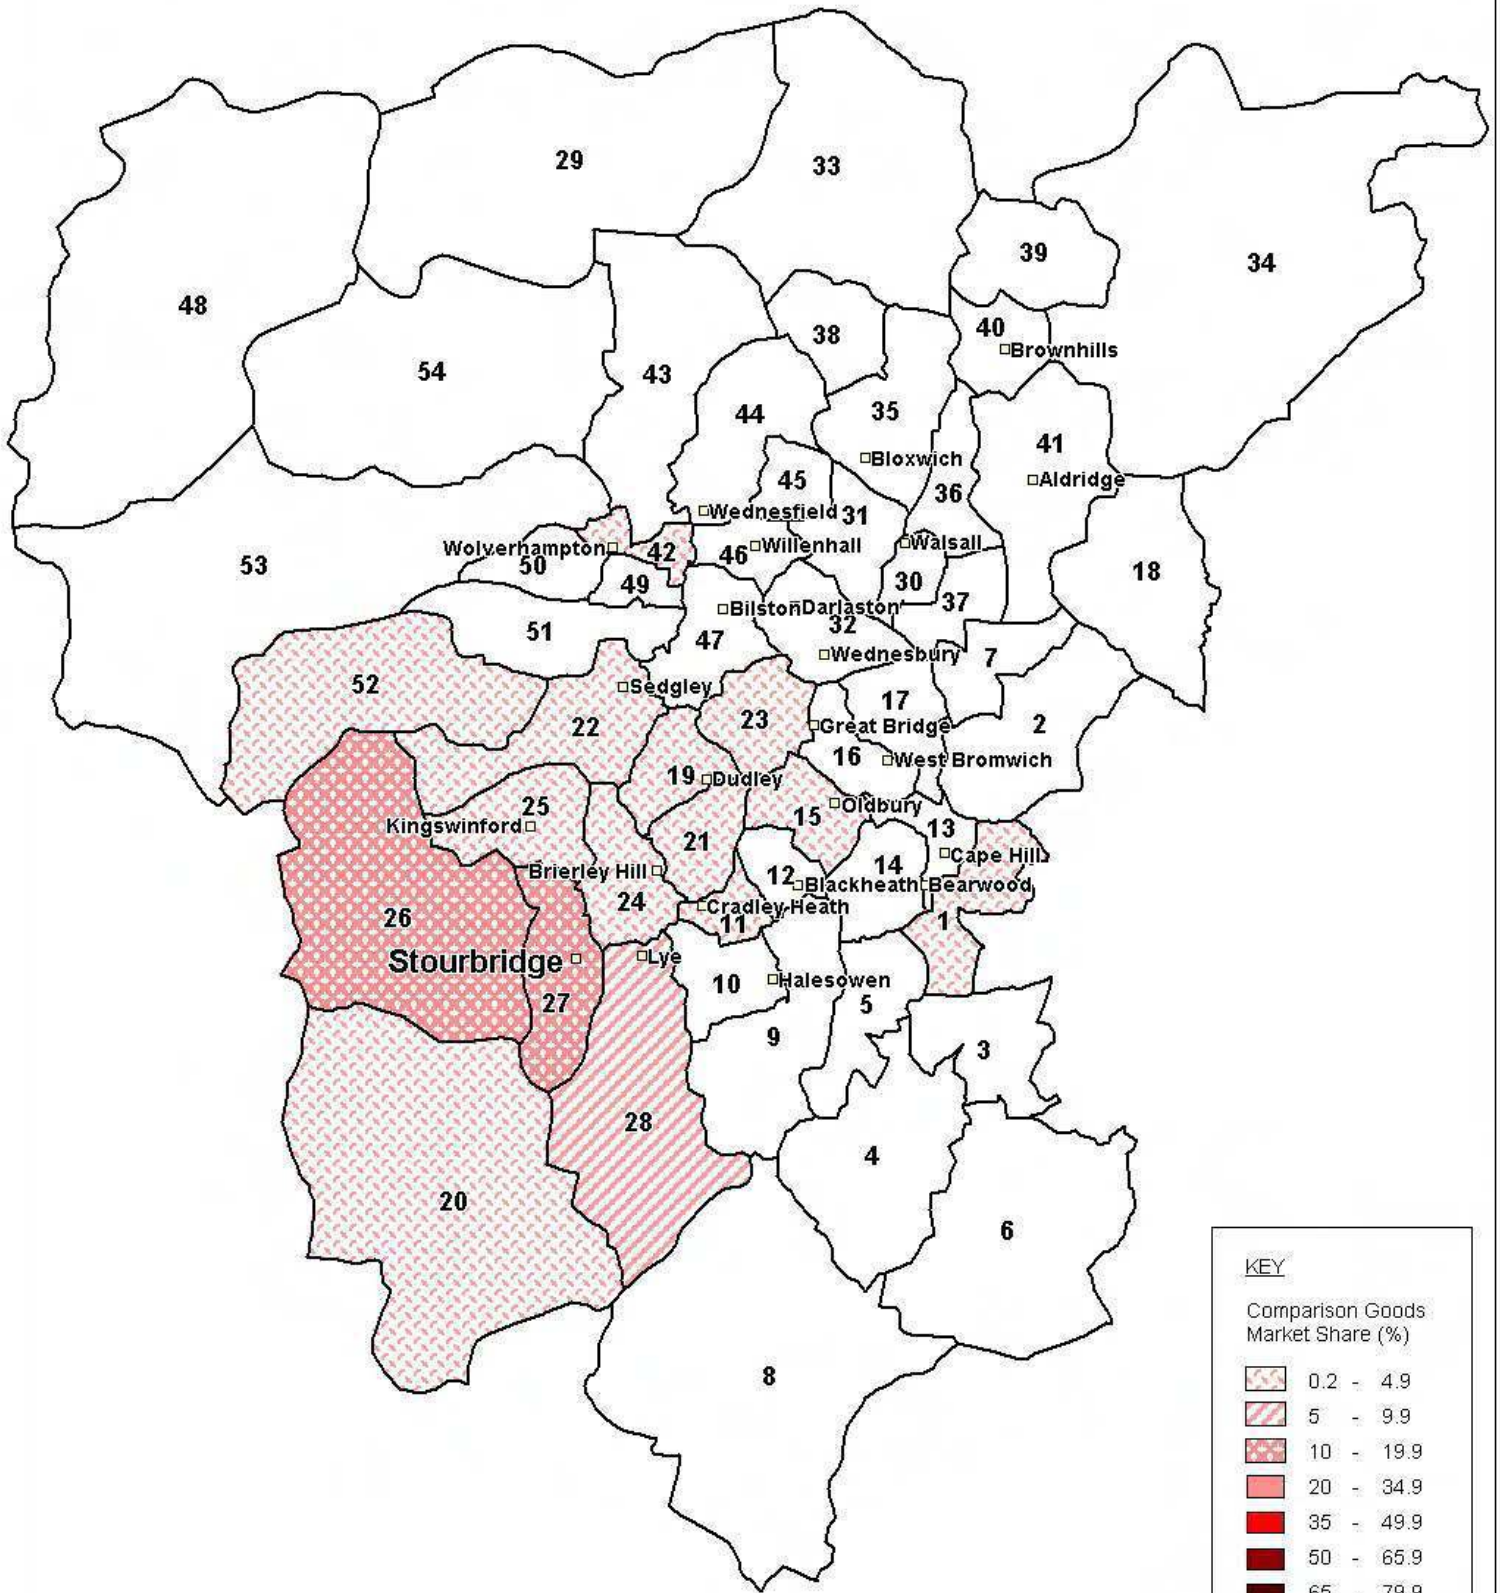 29
33
39
34
48
40
Brownhills
38
54
43
44
35
41
Bloxwich
45
Aldridge
36
Wednesfield
31
Wolverhampton
42
46
Willenhall
Walsall
53
50
49
30
18
37
Bilston
Darlaston
32
51
47
Wednesbury
7
52
Sedgley
17
22
23
Great Bridge
2
16
West Bromwich
19
Dudley
25
Oldbury
15
Kingswinford
21
13
Cape Hill
Brierley Hill
12
14
Blackheath
Bearwood
24
Cradley Heath
26
11
1
Stourbridge
Lye
10
Halesowen
27
5
9
3
28
4
20
6
8
KEY
Comparison Goods
Market Share (%)
0.2 - 4.9
5 - 9.9
10 - 19.9
20 - 34.9
35 - 49.9
50 - 65.9
65 - 79.9